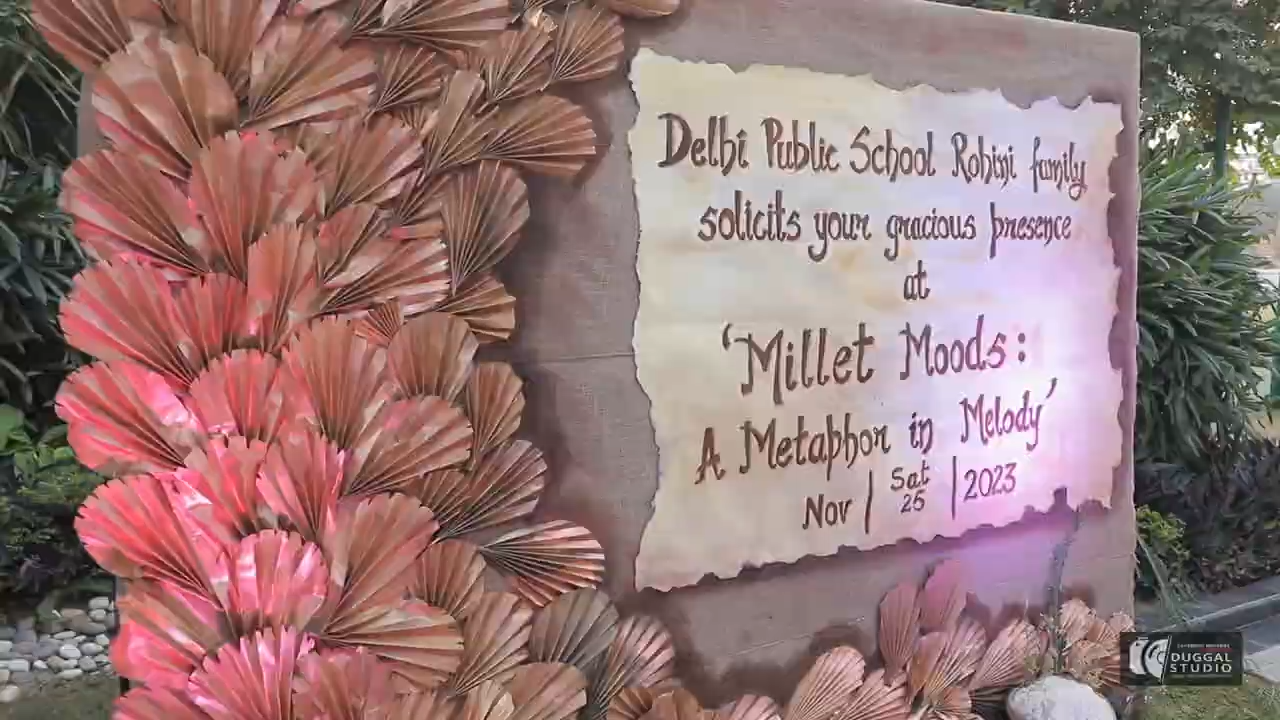 Delhi Public School Rohini family
solicits your gracious presence
at
'Millet Moods:
A Metaphor in Melody'
Nov | Sat 25 | 2023
DUGGAL
STUDIO